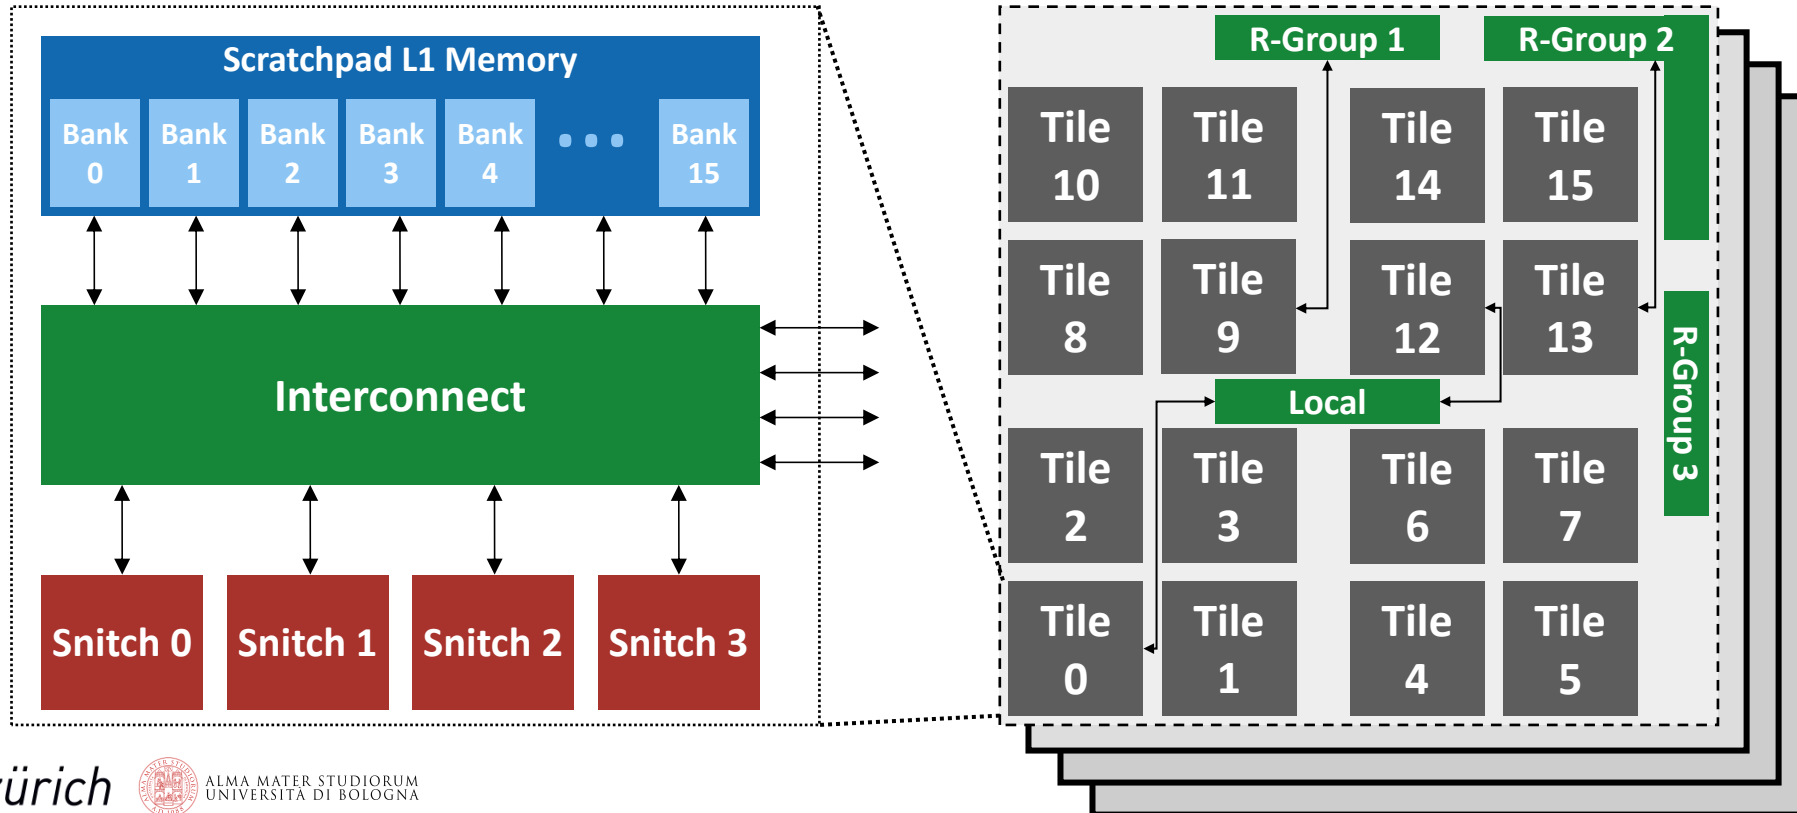 Scratchpad L1 Memory
Bank 0
Bank 1
Bank 2
Bank 3
Bank 4
...
Bank 15
Interconnect
Snitch 0
Snitch 1
Snitch 2
Snitch 3
R-Group 1
R-Group 2
Tile 10
Tile 11
Tile 14
Tile 15
Tile 8
Tile 9
Tile 12
Tile 13
R-Group 3
Local
Tile 2
Tile 3
Tile 6
Tile 7
Tile 0
Tile 1
Tile 4
Tile 5
zürich
ALMA MATER STUDIORUM
UNIVERSITÀ DI BOLOGNA